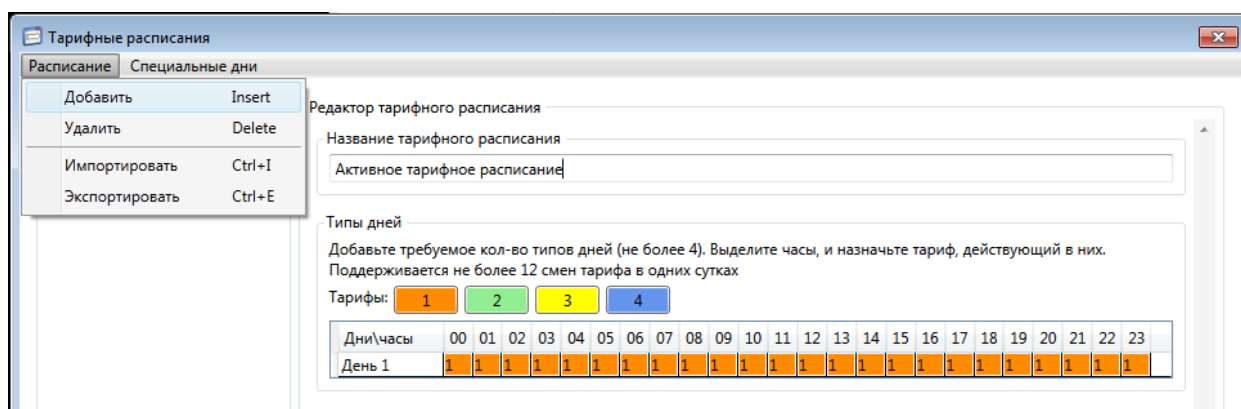 Тарифные расписания
Расписание Специальные дни
Добавить Insert
Удалить Delete
Импортировать Ctrl+I
Экспортировать Ctrl+E
Редактор тарифного расписания
Название тарифного расписания
Активное тарифное расписание
Типы дней
Добавьте требуемое кол-во типов дней (не более 4). Выделите часы, и назначьте тариф, действующий в них.
Поддерживается не более 12 смен тарифа в одних сутках
Тарифы: 1 2 3 4
Дни\часы 00 01 02 03 04 05 06 07 08 09 10 11 12 13 14 15 16 17 18 19 20 21 22 23
День 1 1 1 1 1 1 1 1 1 1 1 1 1 1 1 1 1 1 1 1 1 1 1 1 1